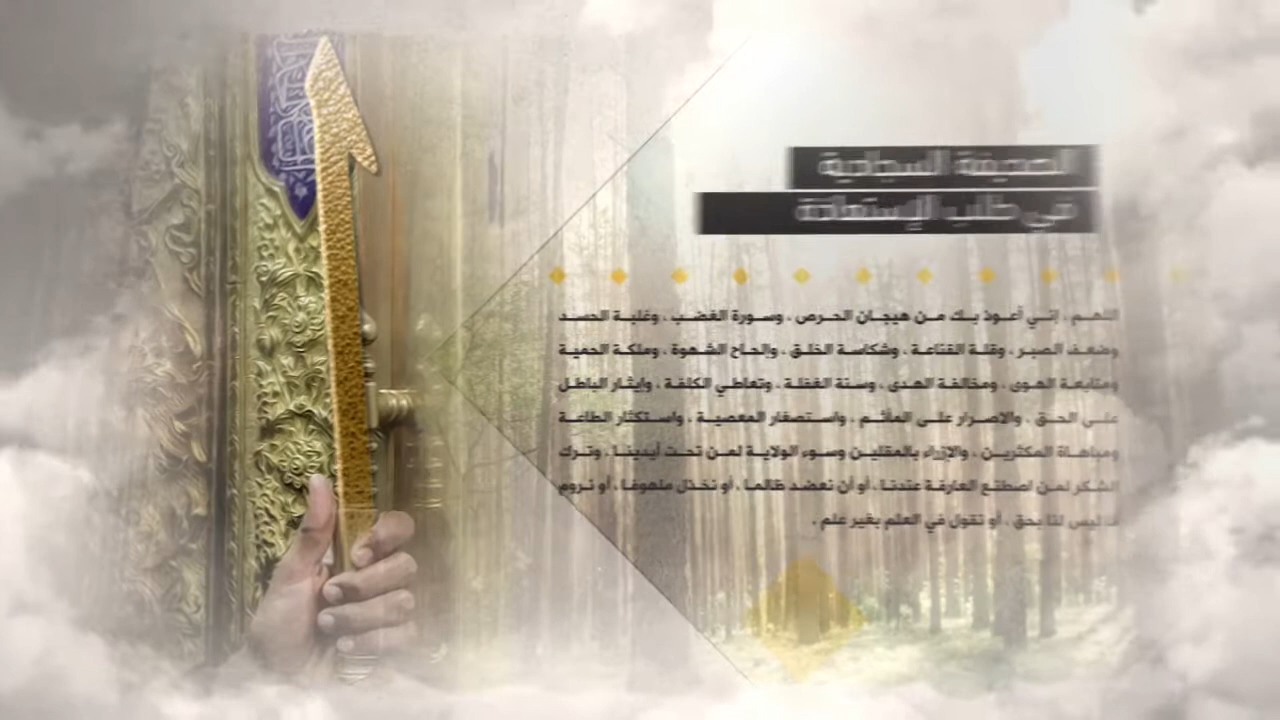 الصحيفة السجادية
في طلب الإستعاذة
اللهم ، إني أعوذ بك من هيجان الحرص ، وسورة الغضب ، وغلبة الحسد
وضعف الصبر ، وقلة القناعة ، وشكاسة الخلق ، وإلحاح الشهوة ، وملكة الحمية
ومتابعة الهوى ، ومخالفة الهدى ، وسنة الغفلة ، وتعاطي الكلفة ، وإيثار الباطل
على الحق ، والاصرار على المأثم ، واستصغار المعصية ، واستكثار الطاعة
ومباهاة المكثرين ، والإزراء بالمقلين وسوء الولاية لمن تحت أيدينا ، وترك
الشكر لمن اصطنع العارفة عندنا ، أو أن نعضد ظالما ، أو نخذل ملهوفا ، أو نروم
ما ليس لنا بحق ، أو نقول في العلم بغير علم .